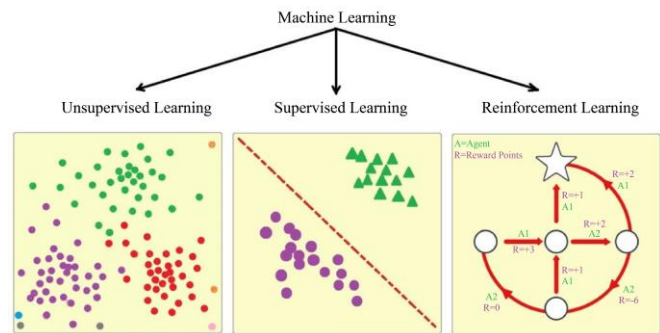 Machine Learning
Unsupervised Learning
Supervised Learning
Reinforcement Learning
A=Agent
R=Reward Points
R=+2
A1
R=+1
A1
A1
R=+3
R=+2
A2
R=+1
A1
A2
R=0
A2
R=-6